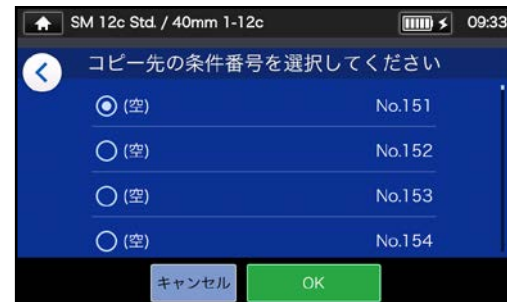 SM 12c Std. / 40mm 1-12c 09:33
コピー先の条件番号を選択してください
(空) No.151
(空) No.152
(空) No.153
(空) No.154
キャンセル OK